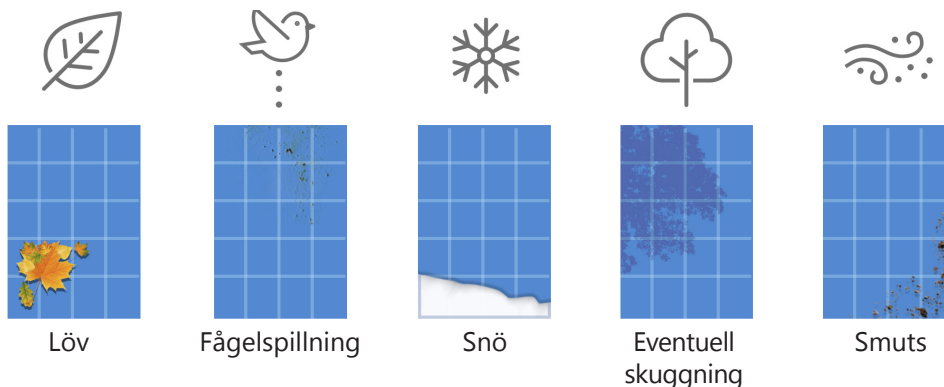 Löv
Fågelspillning
Snö
Eventuell
skuggning
Smuts